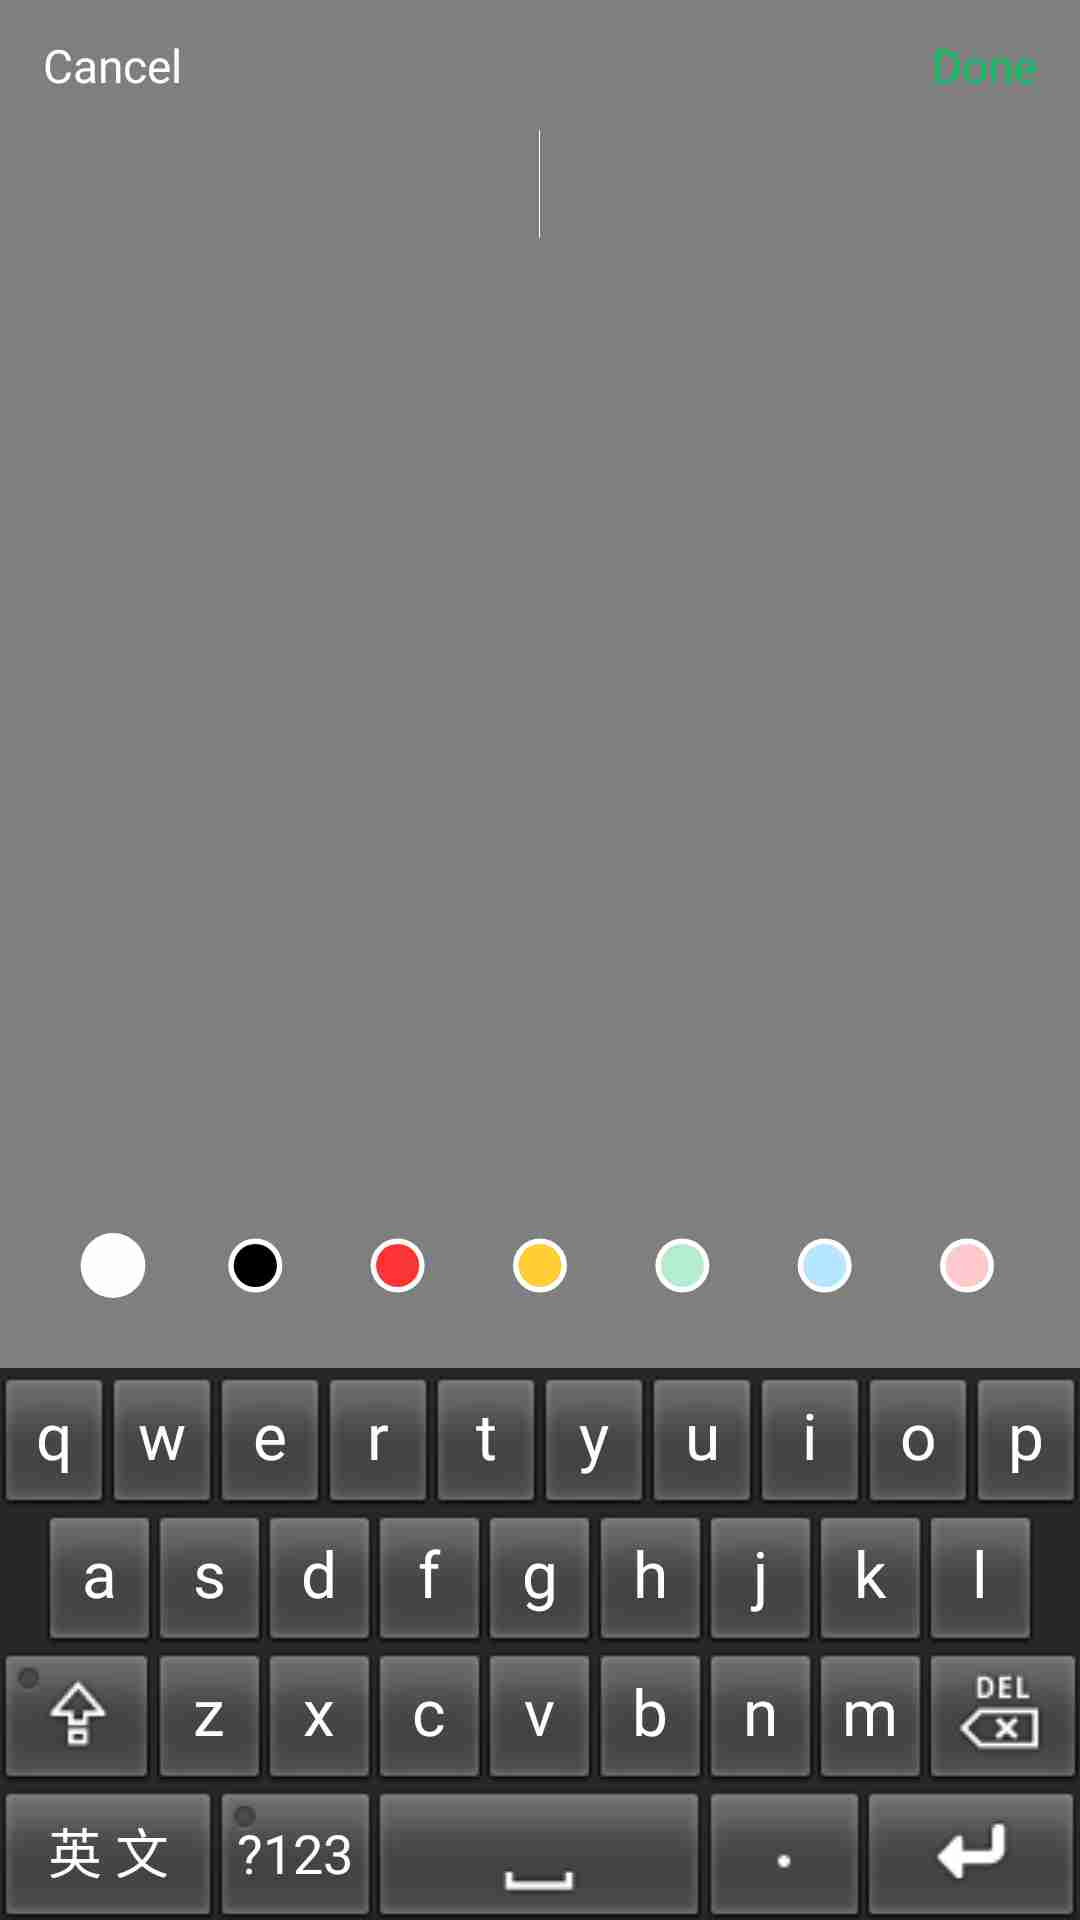 Cancel Done
q w e r t y u i o p
a s d f g h j k l
z x c v b n m DEL
英文 ?123 .